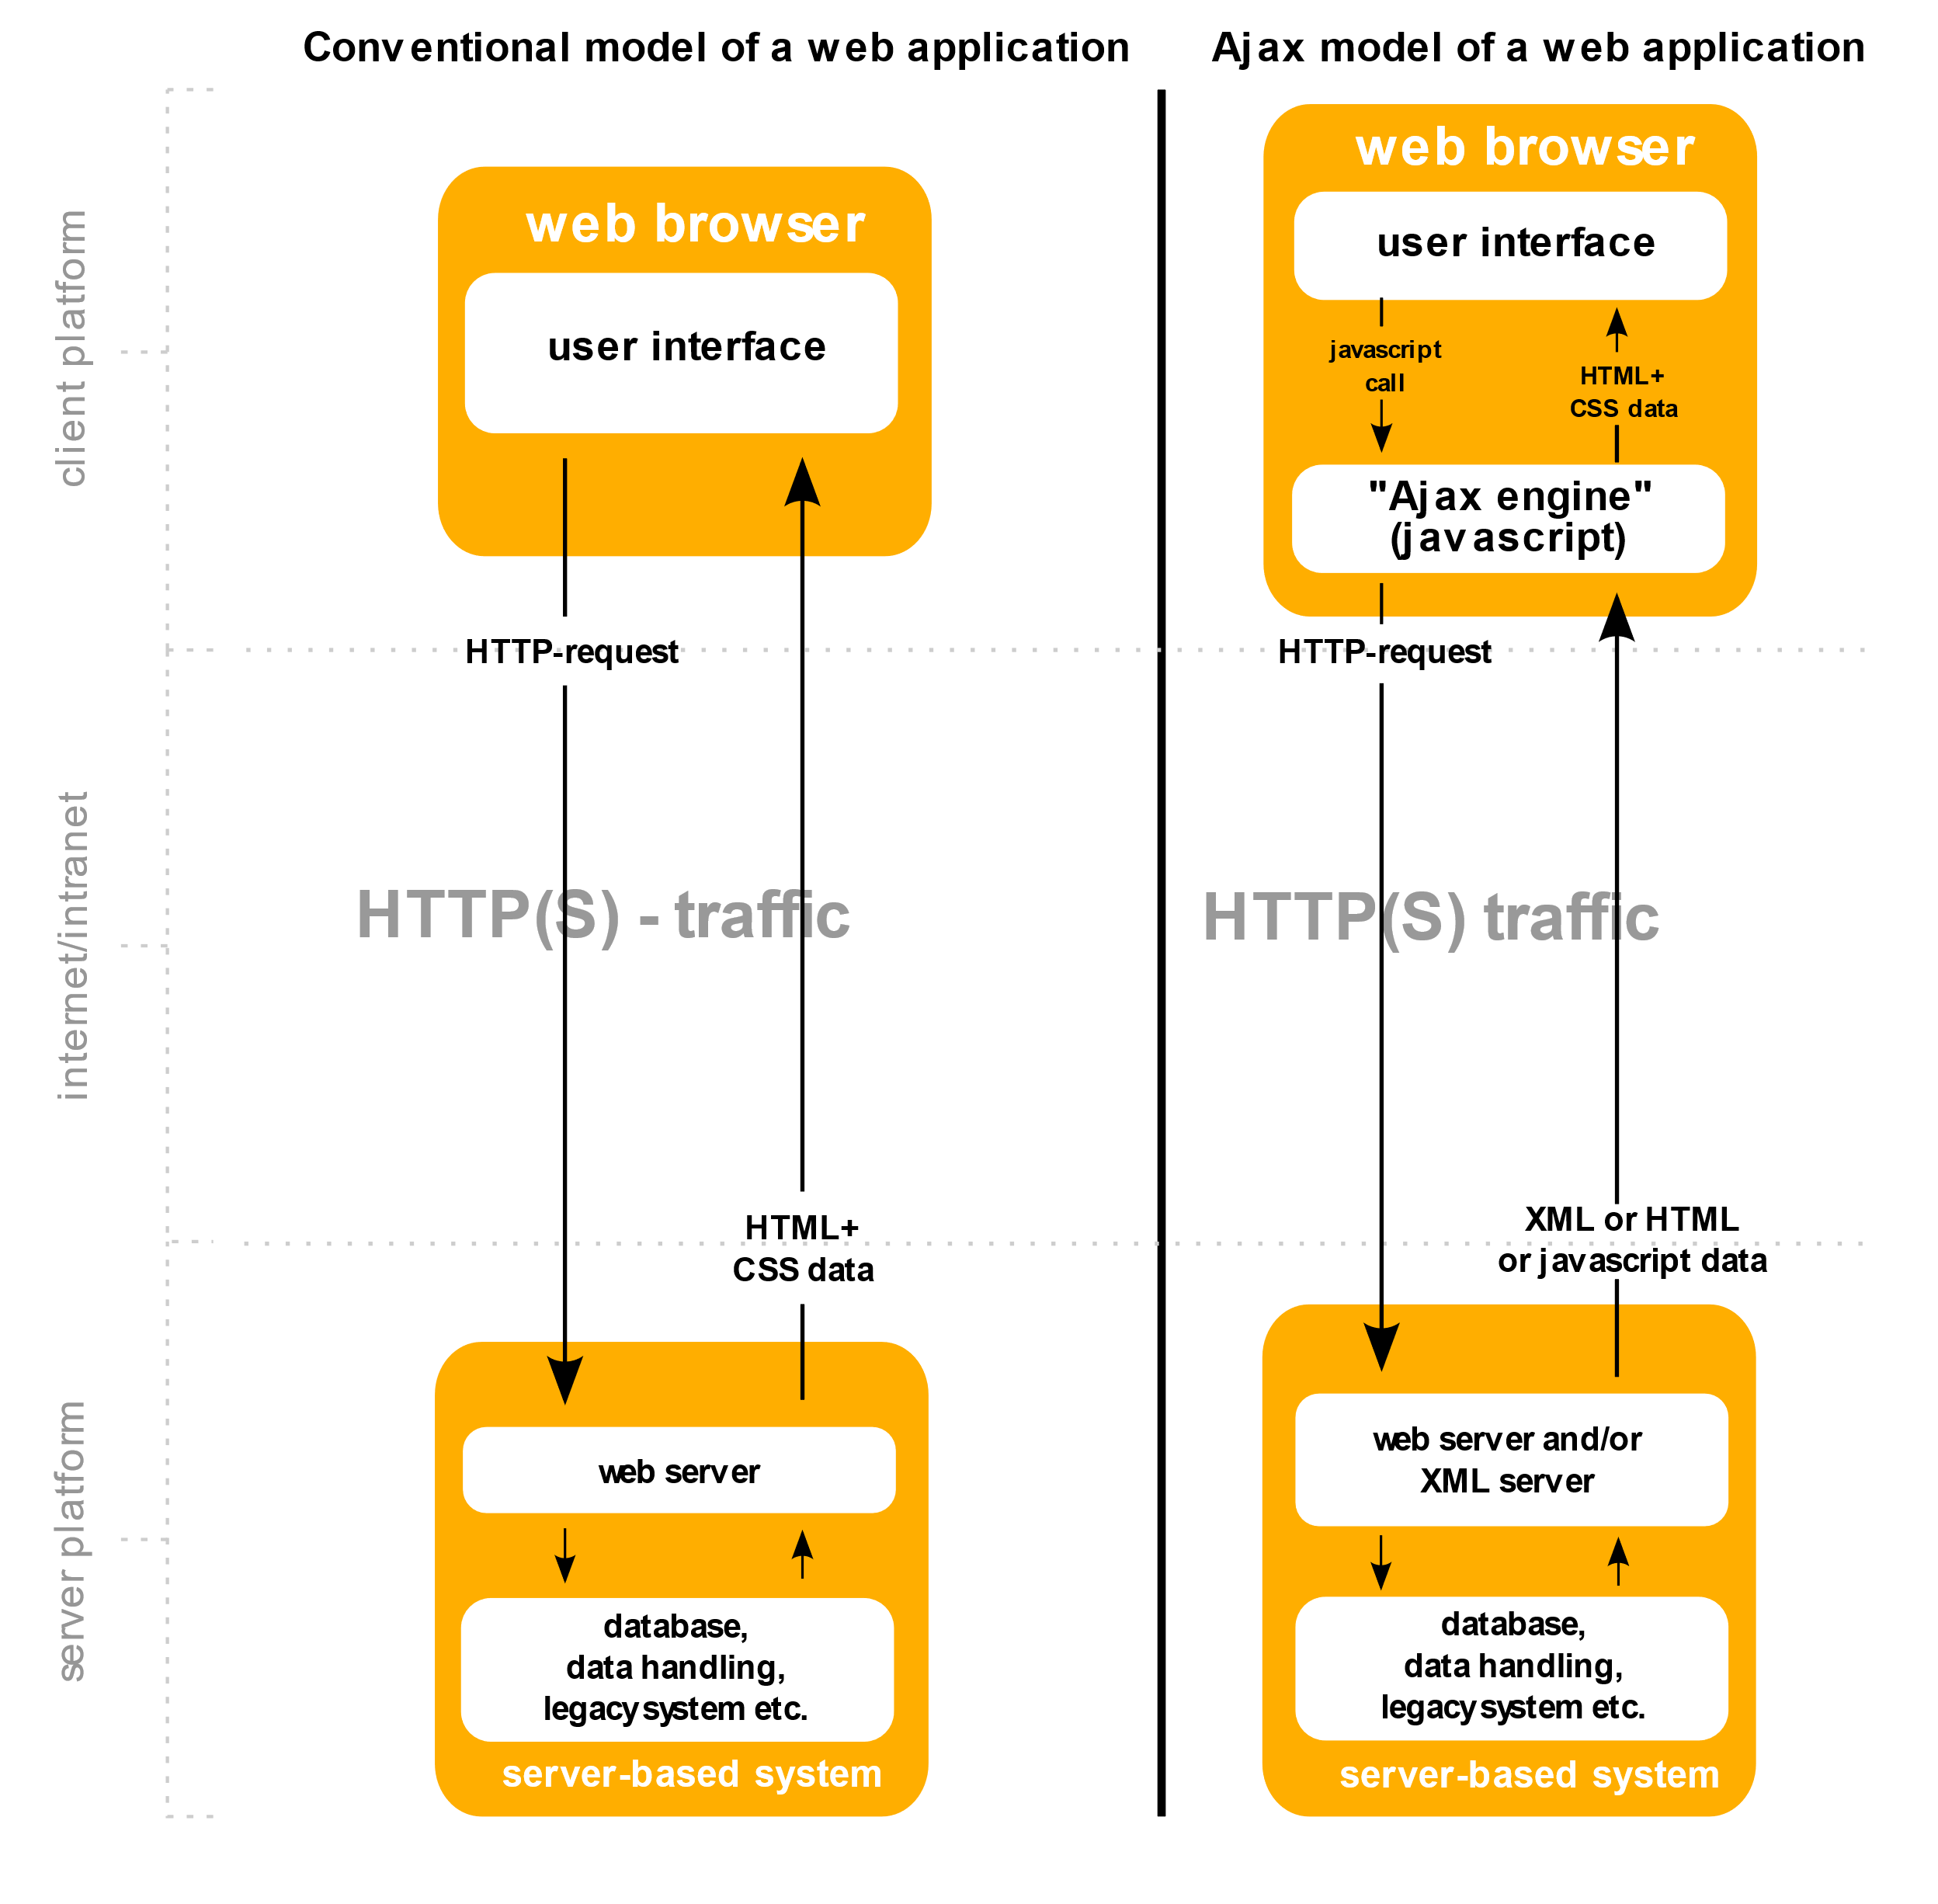 Conventional model of a web application
Ajax model of a web application
client platform
internet/intranet
server platform
web browser
user interface
HTTP-request
HTTP(S) - traffic
HTML+
CSS data
web server
database,
data handling,
legacy system etc.
server-based system
web browser
user interface
javascript
call
HTML+
CSS data
"Ajax engine"
(javascript)
HTTP-request
HTTP(S) traffic
XML or HTML
or javascript data
web server and/or
XML server
database,
data handling,
legacy system etc.
server-based system